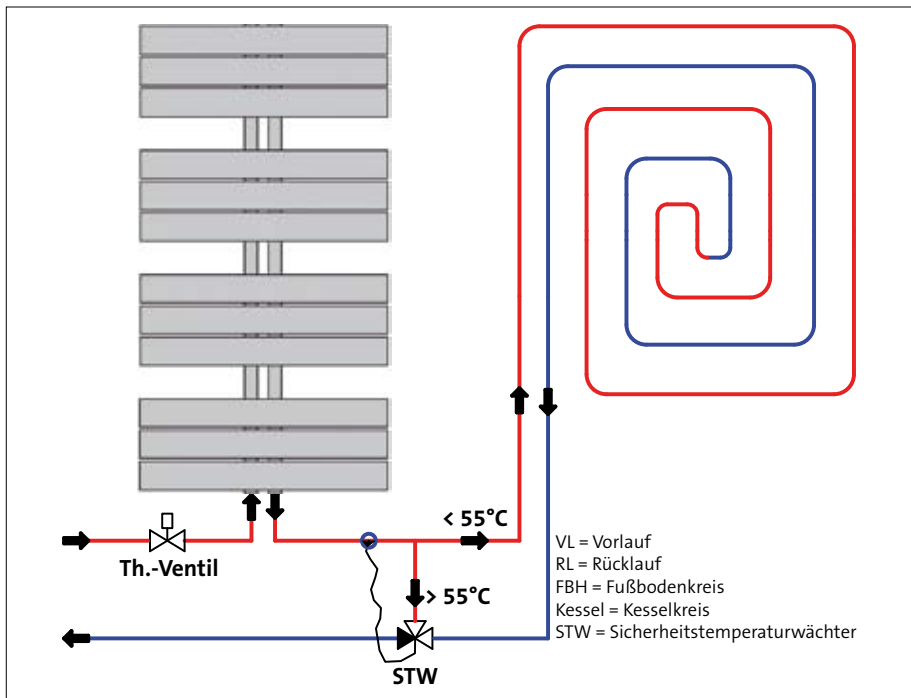 < 55°C
Th.-Ventil
> 55°C
STW
VL = Vorlauf
RL = Rücklauf
FBH = Fußbodenkreis
Kessel = Kesselkreis
STW = Sicherheitstemperaturwächter